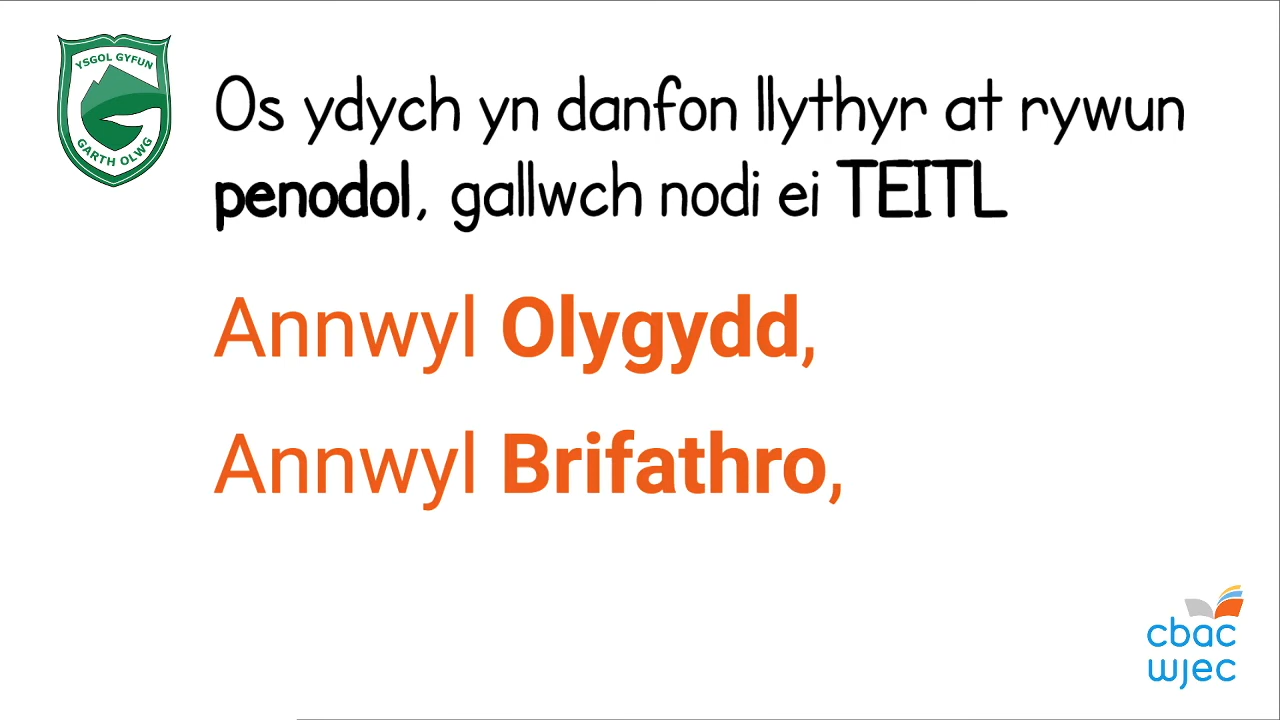 YSGOL GYFUN
GARTH OLWG
Os ydych yn danfon llythyr at rywun
penodol, gallwch nodi ei TEITL
Annwyl Olygydd,
Annwyl Brifathro,
cbac
wjec